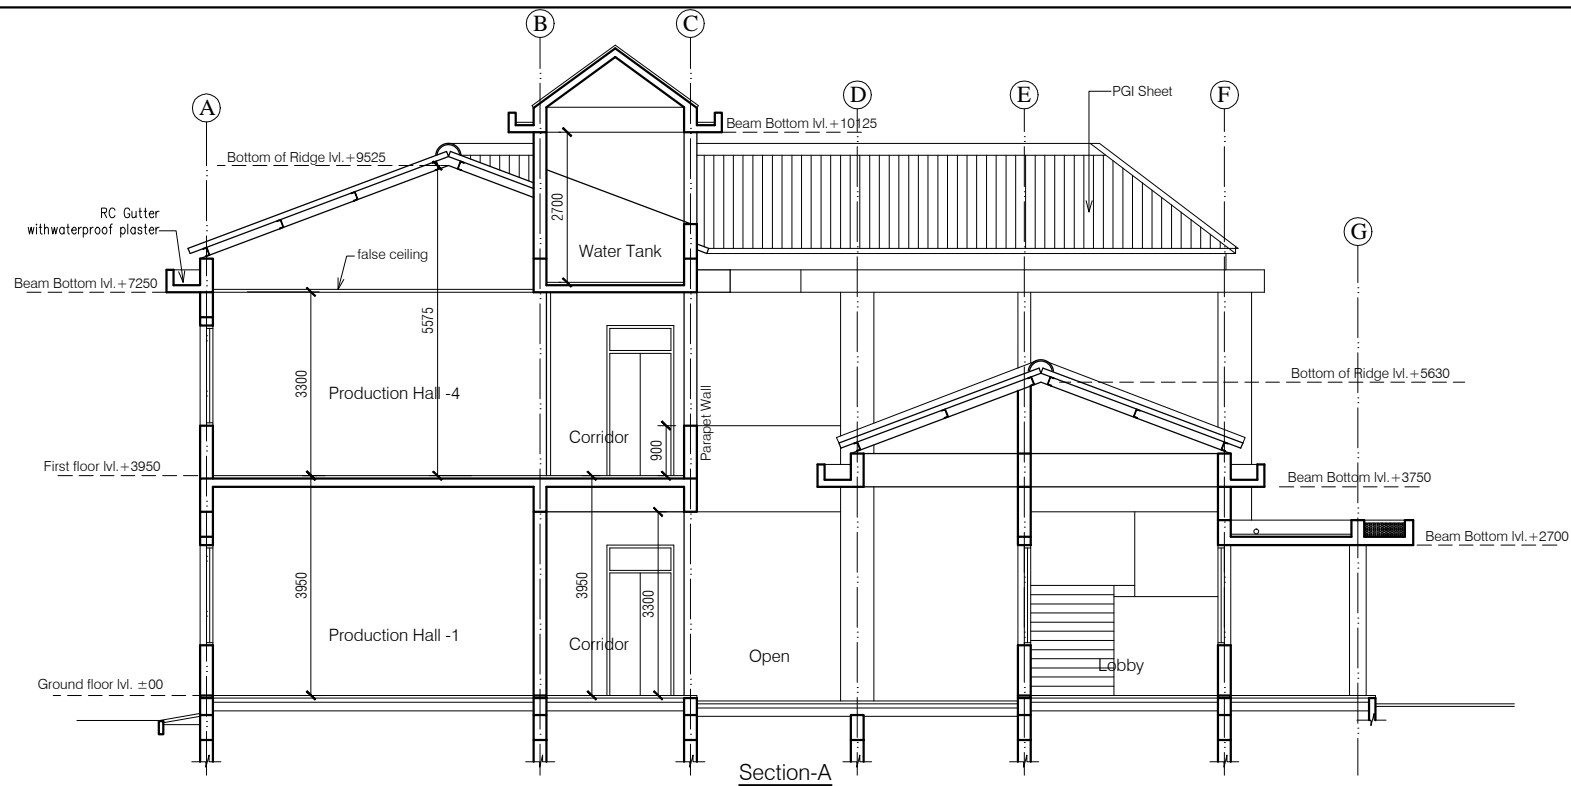 B
C
A
D
E
F
PGI Sheet
Beam Bottom lvl.+10125
Bottom of Ridge lvl.+9525
2700
RC Gutter
withwaterproof plaster
G
Water Tank
false ceiling
Beam Bottom lvl.+7250
5575
3300
Production Hall -4
Corridor
900
Parapet Wall
Bottom of Ridge lvl.+5630
First floor lvl.+3950
Beam Bottom lvl.+3750
Beam Bottom lvl.+2700
3950
3950
3300
Production Hall -1
Corridor
Open
Lobby
Ground floor lvl. ±00
Section-A